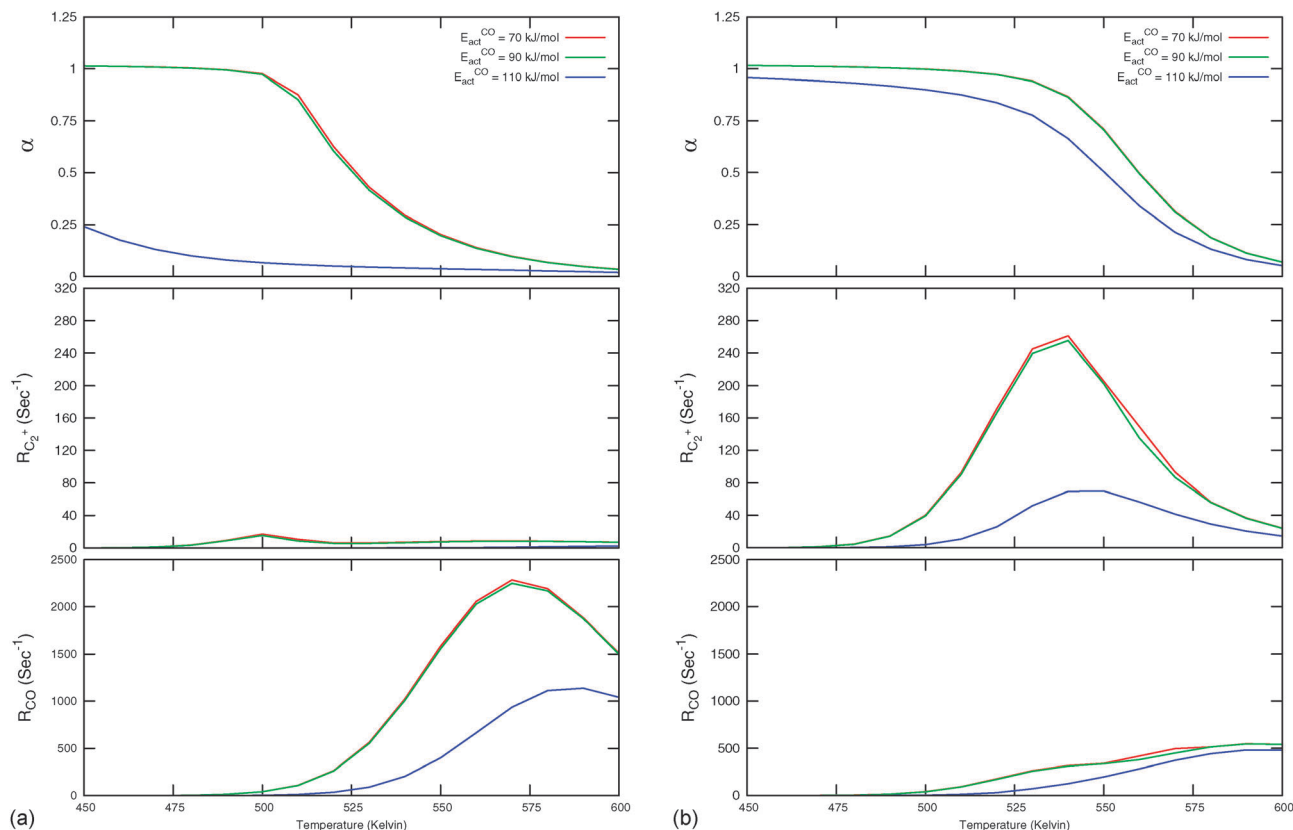 1.25
1
0.75
0.5
0.25
0
α
E_act^CO = 70 kJ/mol
E_act^CO = 90 kJ/mol
E_act^CO = 110 kJ/mol
320
280
240
200
160
120
80
40
0
R_C₂⁺ (Sec⁻¹)
2500
2000
1500
1000
500
0
R_CO (Sec⁻¹)
450 475 500 525 550 575 600
Temperature (Kelvin)
(a)
1.25
1
0.75
0.5
0.25
0
α
E_act^CO = 70 kJ/mol
E_act^CO = 90 kJ/mol
E_act^CO = 110 kJ/mol
320
280
240
200
160
120
80
40
0
R_C₂⁺ (Sec⁻¹)
2500
2000
1500
1000
500
0
R_CO (Sec⁻¹)
450 475 500 525 550 575 600
Temperature (Kelvin)
(b)